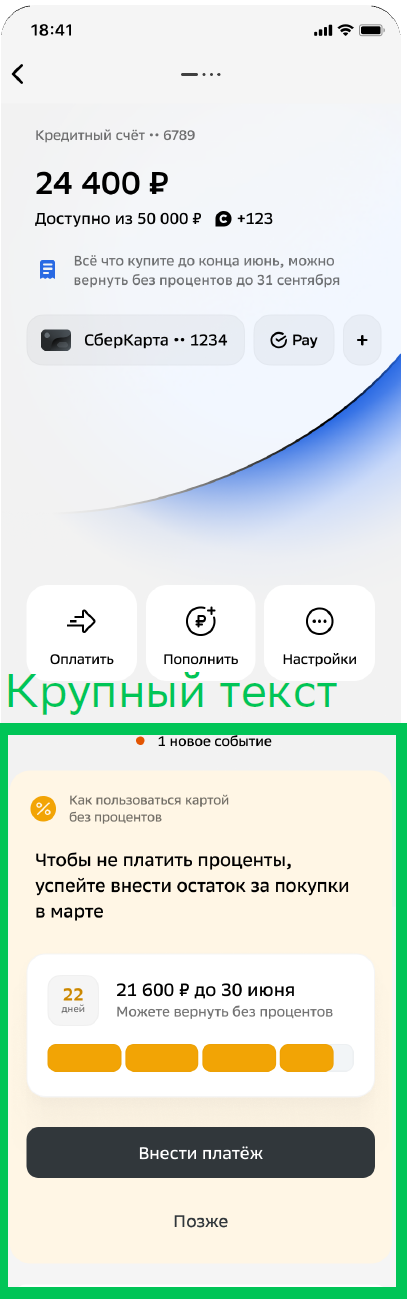 18:41
Кредитный счёт •• 6789
24 400 ₽
Доступно из 50 000 ₽ С +123
Всё что купите до конца июнь, можно
вернуть без процентов до 31 сентября
СберКарта •• 1234
Pay
+
Оплатить
Пополнить
Настройки
Крупный текст
1 новое событие
Как пользоваться картой
без процентов
Чтобы не платить проценты,
успейте внести остаток за покупки
в марте
22
дней
21 600 ₽ до 30 июня
Можете вернуть без процентов
Внести платёж
Позже